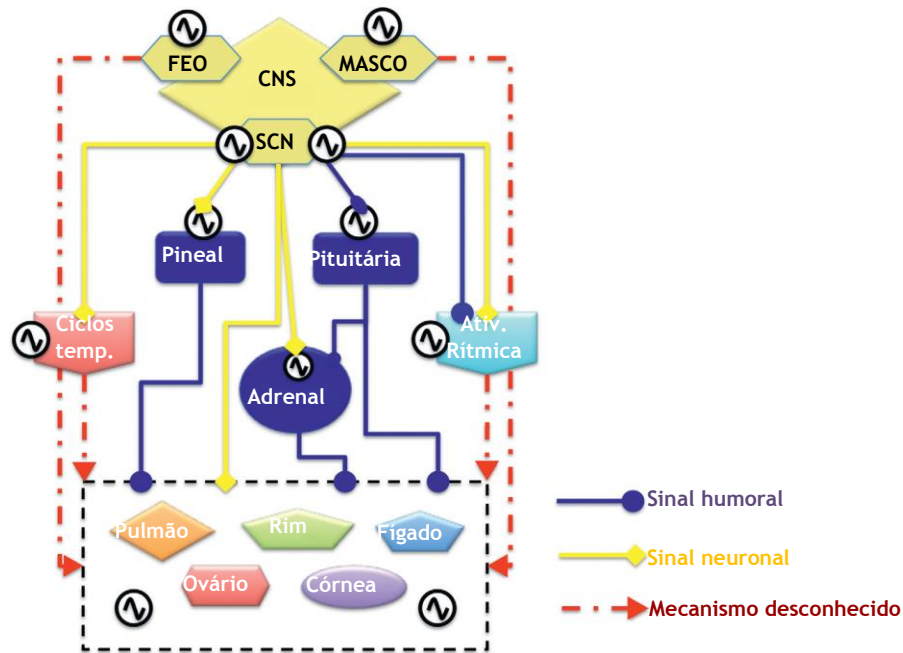 FEO
MASCO
CNS
SCN
Pineal
Pituitária
Ciclos
temp.
Ativ.
Rítmica
Adrenal
Pulmão
Rim
Fígado
Ovário
Córnea
Sinal humoral
Sinal neuronal
Mecanismo desconhecido